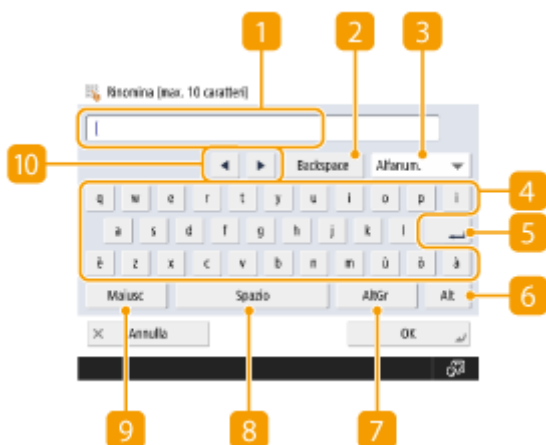 1 2 3
Rinomina (max. 10 caratteri)
10 Backspace Alfanum.
q w e r t y u i o p ì 4
a s d f g h j k l 5
è z x c v b n m ù ò à
Maiusc Spazio AltGr Alt 6
× Annulla OK
9 8 7